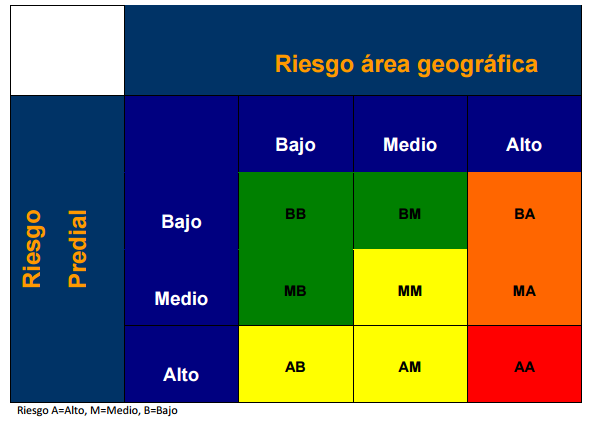 Riesgo área geográfica
Bajo Medio Alto
Riesgo
Predial
Bajo BB BM BA
Medio MB MM MA
Alto AB AM AA
Riesgo A=Alto, M=Medio, B=Bajo